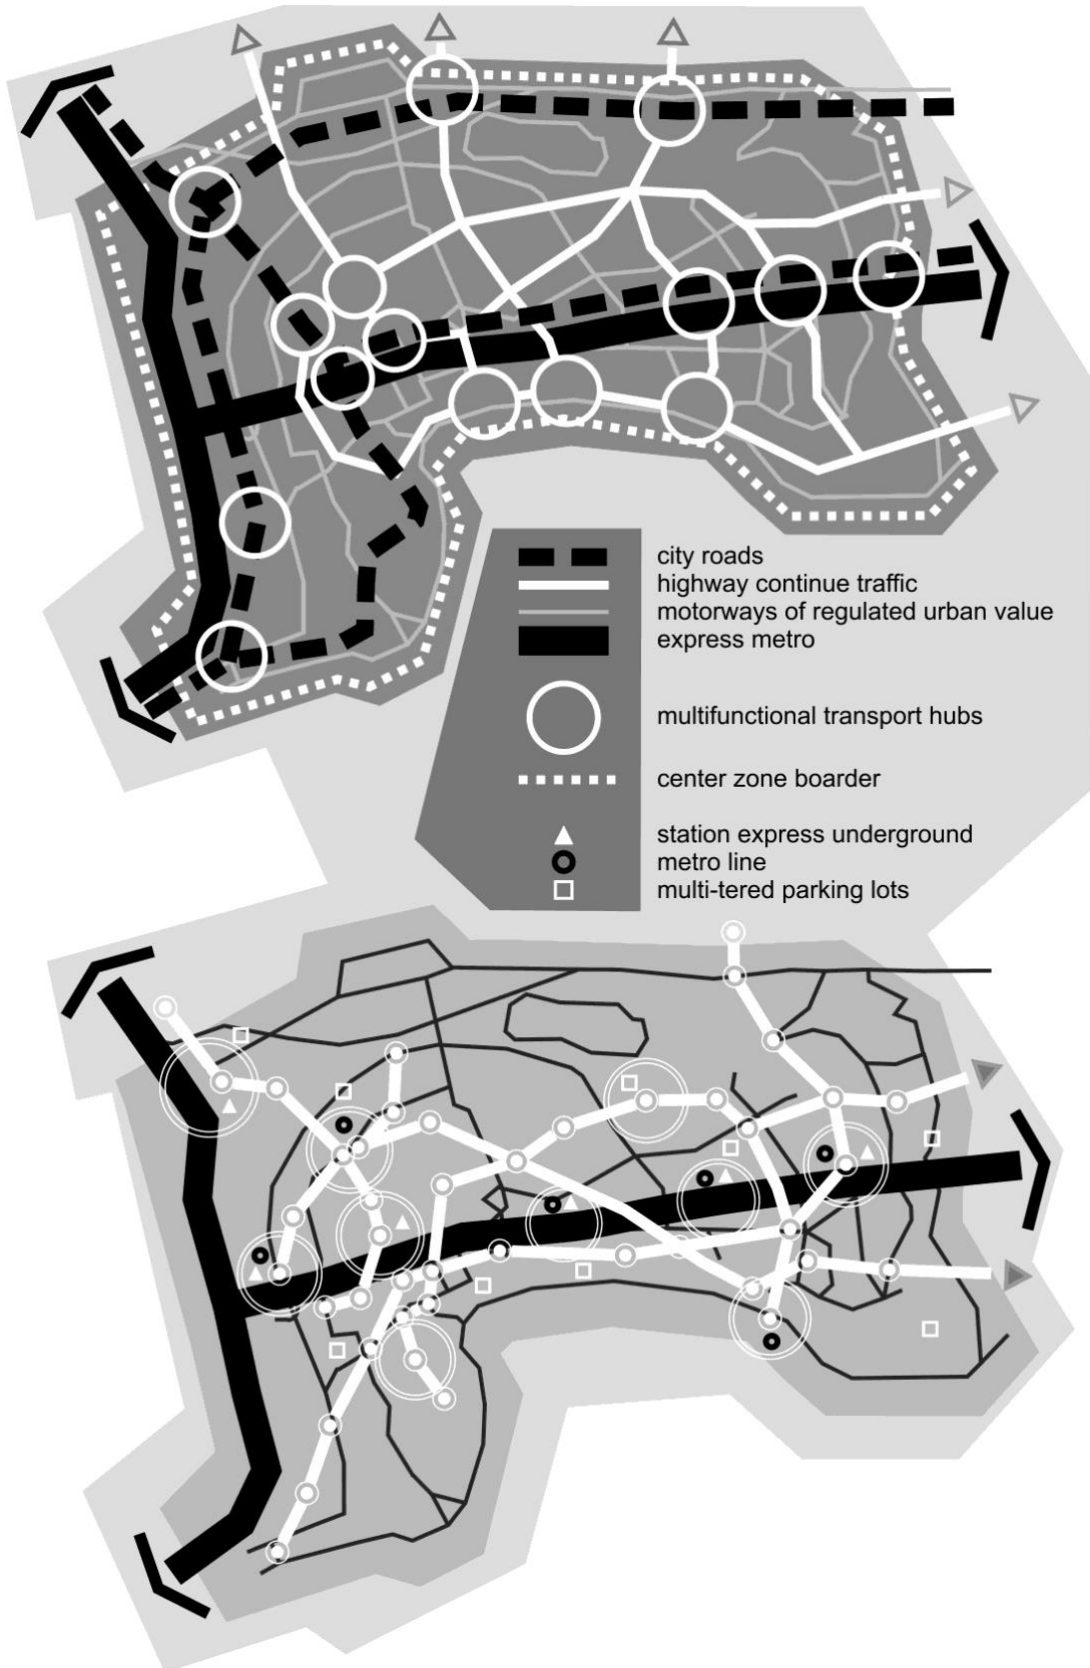 city roads
highway continue traffic
motorways of regulated urban value
express metro
multifunctional transport hubs
center zone boarder
station express underground
metro line
multi-tered parking lots